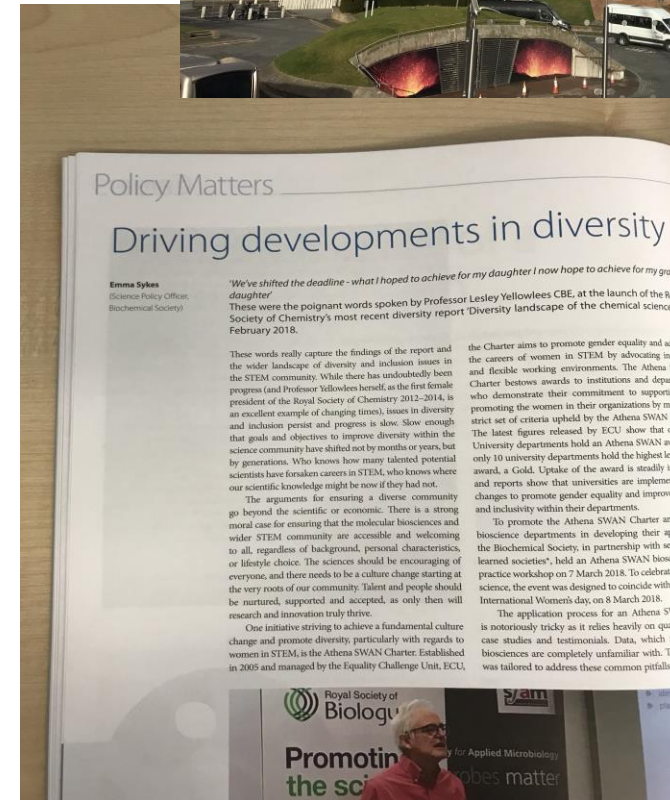 Policy Matters
Driving developments in diversity
Emma Sykes
(Science Policy Officer,
Biochemical Society)
'We've shifted the deadline - what I hoped to achieve for my daughter I now hope to achieve for my
daughter'
These were the poignant words spoken by Professor Lesley Yellowlees CBE, at the launch of the
Society of Chemistry's most recent diversity report 'Diversity landscape of the chemical
February 2018.
These words really capture the findings of the report and
the wider landscape of diversity and inclusion issues in
the STEM community. While there has undoubtedly been
progress (and Professor Yellowlees herself, as the first female
president of the Royal Society of Chemistry 2012–2014, is
an excellent example of changing times), issues in diversity
and inclusion persist and progress is slow. Slow enough
that goals and objectives to improve diversity within the
science community have shifted not by months or years, but
by generations. Who knows how many talented potential
scientists have forsaken careers in STEM, who knows where
our scientific knowledge might be now if they had not.
The arguments for ensuring a diverse community
go beyond the scientific or economic. There is a strong
moral case for ensuring that the molecular biosciences and
wider STEM community are accessible and welcoming
to all, regardless of background, personal characteristics,
or lifestyle choice. The sciences should be encouraging of
everyone, and there needs to be a culture change starting at
the very roots of our community. Talent and people should
be nurtured, supported and accepted, as only then will
research and innovation truly thrive.
One initiative striving to achieve a fundamental culture
change and promote diversity, particularly with regards to
women in STEM, is the Athena SWAN Charter. Established
in 2005 and managed by the Equality Challenge Unit, ECU,
the Charter aims to promote gender equality and
the careers of women in STEM by advocating
and flexible working environments. The Athena
Charter bestows awards to institutions and
who demonstrate their commitment to
promoting the women in their organizations by
strict set of criteria upheld by the Athena SWAN
The latest figures released by ECU show that
University departments hold an Athena SWAN
only 10 university departments hold the highest
award, a Gold. Uptake of the award is steadily
and reports show that universities are
changes to promote gender equality and
and inclusivity within their departments.
To promote the Athena SWAN Charter
bioscience departments in developing their
the Biochemical Society, in partnership with
learned societies*, held an Athena SWAN
practice workshop on 7 March 2018. To
science, the event was designed to coincide with
International Women's day, on 8 March 2018.
The application process for an Athena
is notoriously tricky as it relies heavily on
case studies and testimonials. Data, which
biosciences are completely unfamiliar with.
was tailored to address these common
Royal Society of
Biology
Promotin
the sci
for Applied Microbiology
obes matter